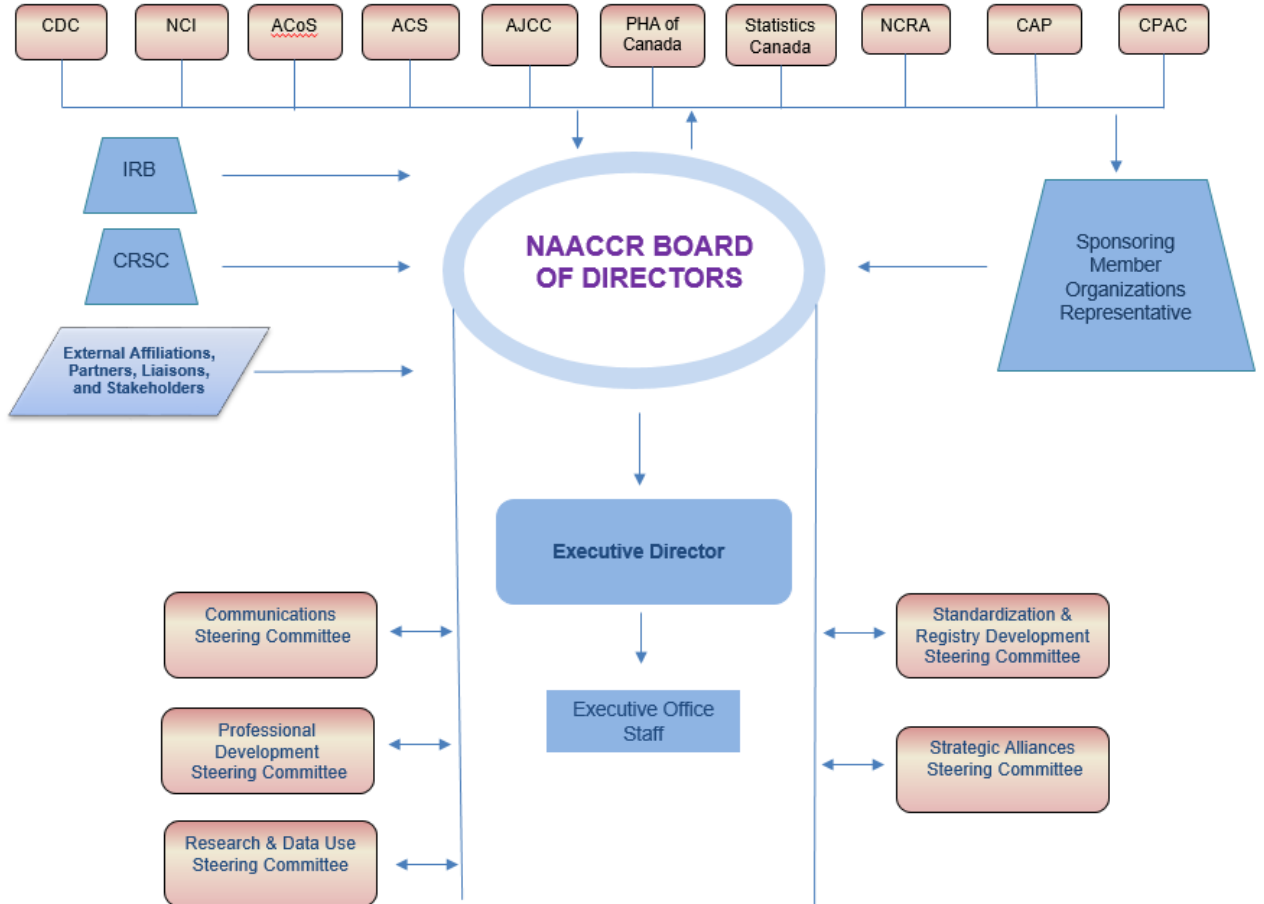 CDC
NCI
ACoS
ACS
AJCC
PHA of
Canada
Statistics
Canada
NCRA
CAP
CPAC
IRB
CRSC
External Affiliations,
Partners, Liaisons,
and Stakeholders
NAACCR BOARD
OF DIRECTORS
Sponsoring
Member
Organizations
Representative
Executive Director
Executive Office
Staff
Communications
Steering Committee
Professional
Development
Steering Committee
Research & Data Use
Steering Committee
Standardization &
Registry Development
Steering Committee
Strategic Alliances
Steering Committee